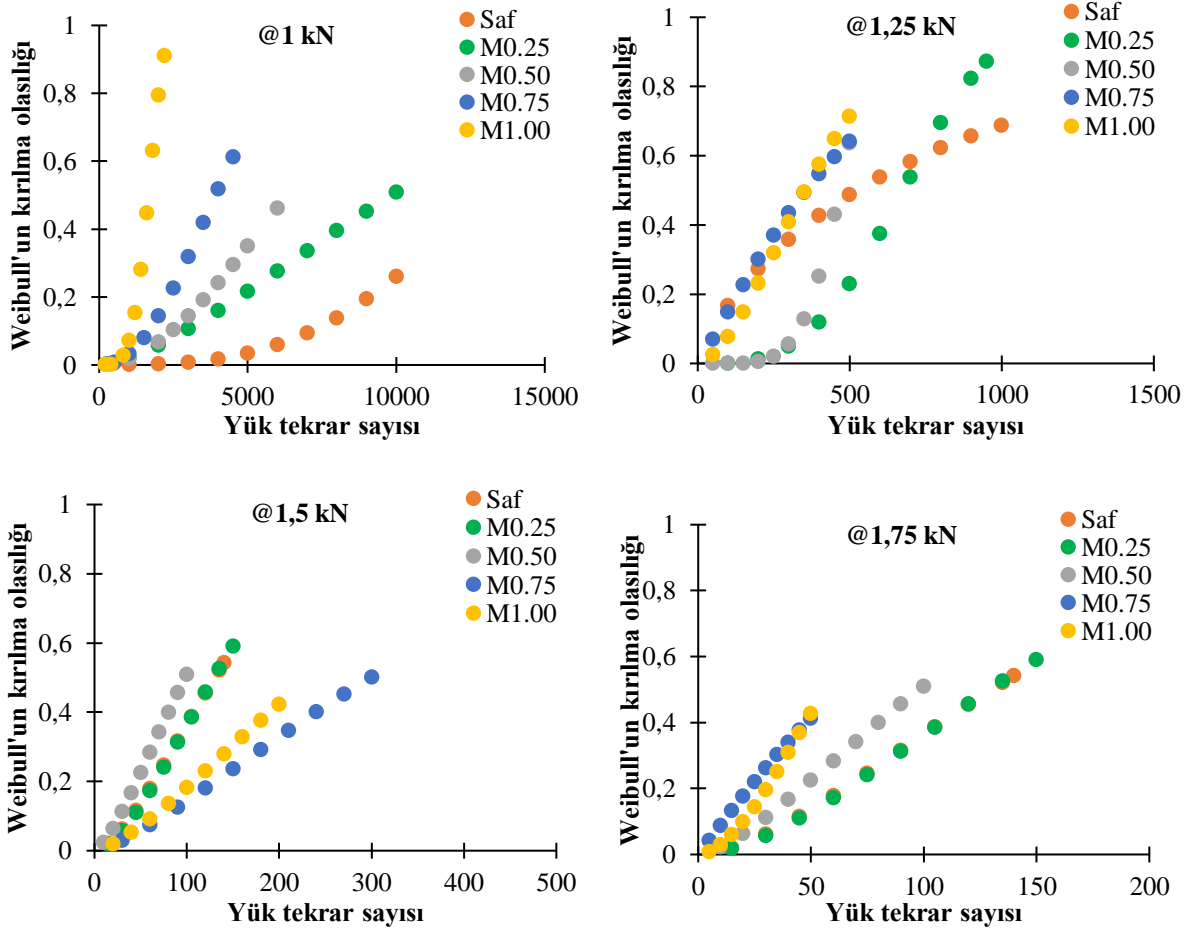 @1 kN
Saf
M0.25
M0.50
M0.75
M1.00
Weibull'un kırılma olasılığı
1
0,8
0,6
0,4
0,2
0
0 5000 10000 15000
Yük tekrar sayısı
@1,25 kN
Saf
M0.25
M0.50
M0.75
M1.00
Weibull'un kırılma olasılığı
1
0,8
0,6
0,4
0,2
0
0 500 1000 1500
Yük tekrar sayısı
@1,5 kN
Saf
M0.25
M0.50
M0.75
M1.00
Weibull'un kırılma olasılığı
1
0,8
0,6
0,4
0,2
0
0 100 200 300 400 500
Yük tekrar sayısı
@1,75 kN
Saf
M0.25
M0.50
M0.75
M1.00
Weibull'un kırılma olasılığı
1
0,8
0,6
0,4
0,2
0
0 50 100 150 200
Yük tekrar sayısı